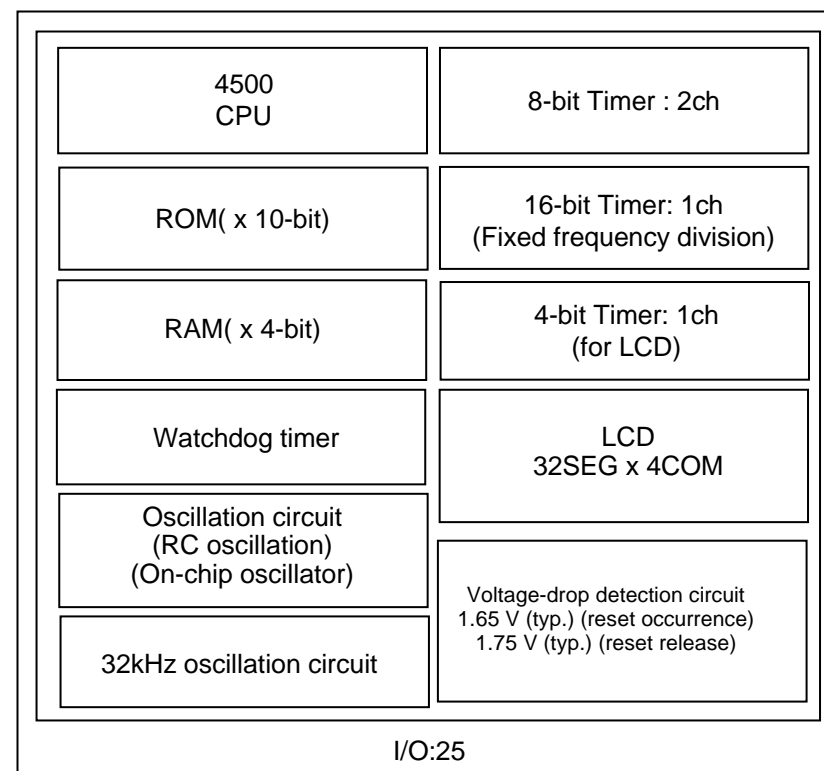 4500
CPU
ROM( x 10-bit)
RAM( x 4-bit)
Watchdog timer
Oscillation circuit
(RC oscillation)
(On-chip oscillator)
32kHz oscillation circuit
8-bit Timer : 2ch
16-bit Timer: 1ch
(Fixed frequency division)
4-bit Timer: 1ch
(for LCD)
LCD
32SEG x 4COM
Voltage-drop detection circuit
1.65 V (typ.) (reset occurrence)
1.75 V (typ.) (reset release)
I/O:25